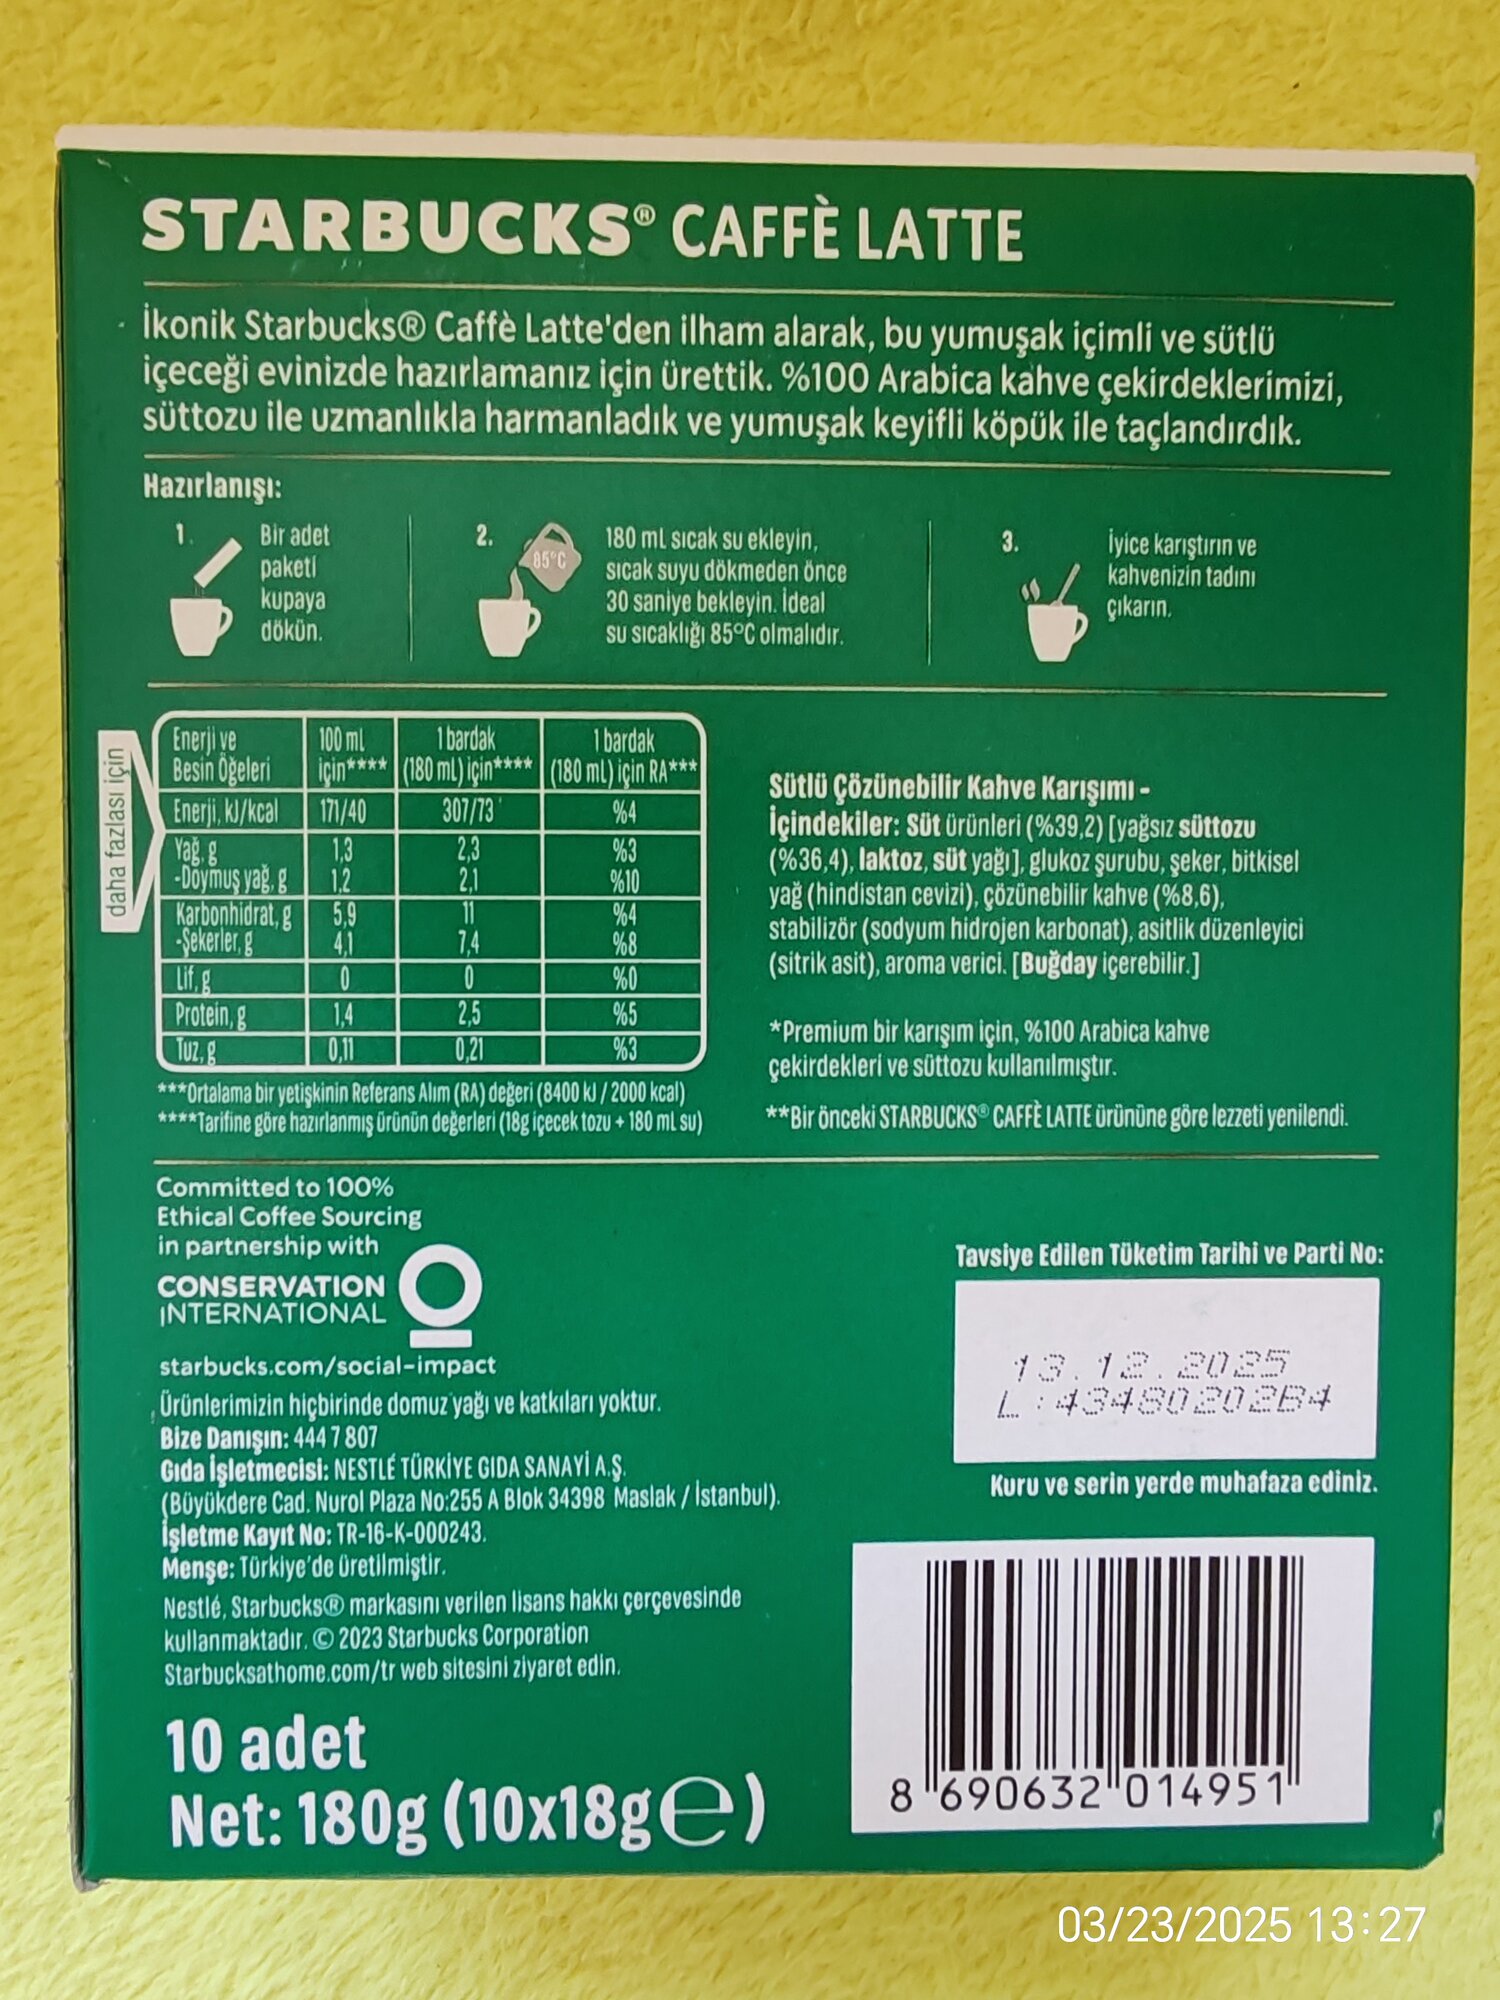 STARBUCKS® CAFFÈ LATTE
İkonik Starbucks® Caffè Latte'den ilham alarak, bu yumuşak içimli ve sütlü
içeceği evinizde hazırlamanız için ürettik. %100 Arabica kahve çekirdeklerimizi,
süttozu ile uzmanlıkla harmanladık ve yumuşak keyifli köpük ile taçlandırdık.
Hazırlanışı:
1. Bir adet
paketi
kupaya
dökün.
2. 85°C
180 mL sıcak su ekleyin,
sıcak suyu dökmeden önce
30 saniye bekleyin. İdeal
su sıcaklığı 85°C olmalıdır.
3. İyice karıştırın ve
kahvenizin tadını
çıkarın.
daha fazlası için
Enerji ve Besin Öğeleri 100 mL için**** 1 bardak (180 mL) için**** 1 bardak (180 mL) için RA***
Enerji, kJ/kcal 171/40 307/73 %4
Yağ, g 1,3 2,3 %3
-Doymuş yağ, g 1,2 2,1 %10
Karbonhidrat, g 5,9 11 %4
-Şekerler, g 4,1 7,4 %8
Lif, g 0 0 %0
Protein, g 1,4 2,5 %5
Tuz, g 0,11 0,21 %3
***Ortalama bir yetişkinin Referans Alım (RA) değeri (8400 kJ / 2000 kcal)
****Tarifine göre hazırlanmış ürünün değerleri (18g içecek tozu + 180 mL su)
Sütlü Çözünebilir Kahve Karışımı -
İçindekiler: Süt ürünleri (%39,2) [yağsız süttozu
(%36,4), laktoz, süt yağı], glukoz şurubu, şeker, bitkisel
yağ (hindistan cevizi), çözünebilir kahve (%8,6),
stabilizör (sodyum hidrojen karbonat), asitlik düzenleyici
(sitrik asit), aroma verici. [Buğday içerebilir.]
*Premium bir karışım için, %100 Arabica kahve
çekirdekleri ve süttozu kullanılmıştır.
**Bir önceki STARBUCKS® CAFFÈ LATTE ürününe göre lezzeti yenilendi.
Committed to 100%
Ethical Coffee Sourcing
in partnership with
CONSERVATION
INTERNATIONAL
starbucks.com/social-impact
Ürünlerimizin hiçbirinde domuz yağı ve katkıları yoktur.
Bize Danışın: 444 7 807
Gıda İşletmecisi: NESTLÉ TÜRKİYE GIDA SANAYİ A.Ş.
(Büyükdere Cad. Nurol Plaza No:255 A Blok 34398 Maslak / İstanbul).
İşletme Kayıt No: TR-16-K-000243.
Menşe: Türkiye'de üretilmiştir.
Nestlé, Starbucks® markasını verilen lisans hakkı çerçevesinde
kullanmaktadır. © 2023 Starbucks Corporation
Starbucksathome.com/tr web sitesini ziyaret edin.
10 adet
Net: 180g (10x18g℮)
Tavsiye Edilen Tüketim Tarihi ve Parti No:
13.12.2025
L:43480202B4
Kuru ve serin yerde muhafaza ediniz.
8 690632 014951
03/23/2025 13:27